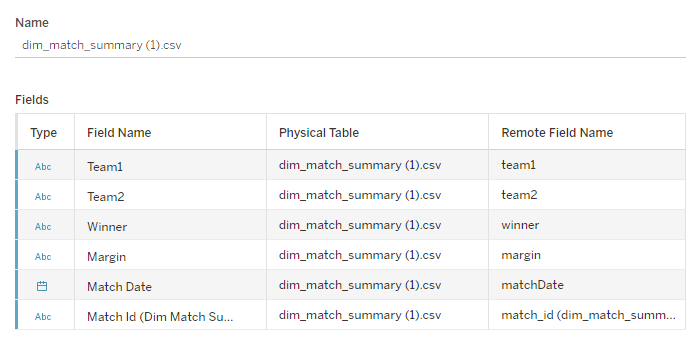 Name
dim_match_summary (1).csv
Fields
Type Field Name Physical Table Remote Field Name
Abc Team1 dim_match_summary (1).csv team1
Abc Team2 dim_match_summary (1).csv team2
Abc Winner dim_match_summary (1).csv winner
Abc Margin dim_match_summary (1).csv margin
Match Date dim_match_summary (1).csv matchDate
Abc Match Id (Dim Match Su... dim_match_summary (1).csv match_id (dim_match_summ...